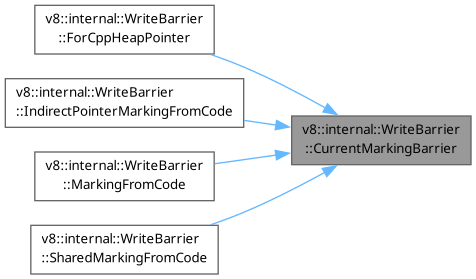 v8::internal::WriteBarrier
::ForCppHeapPointer
v8::internal::WriteBarrier
::IndirectPointerMarkingFromCode
v8::internal::WriteBarrier
::CurrentMarkingBarrier
v8::internal::WriteBarrier
::MarkingFromCode
v8::internal::WriteBarrier
::SharedMarkingFromCode